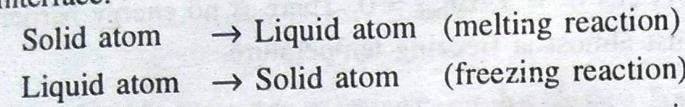 Solid atom → Liquid atom (melting reaction)
Liquid atom → Solid atom (freezing reaction)